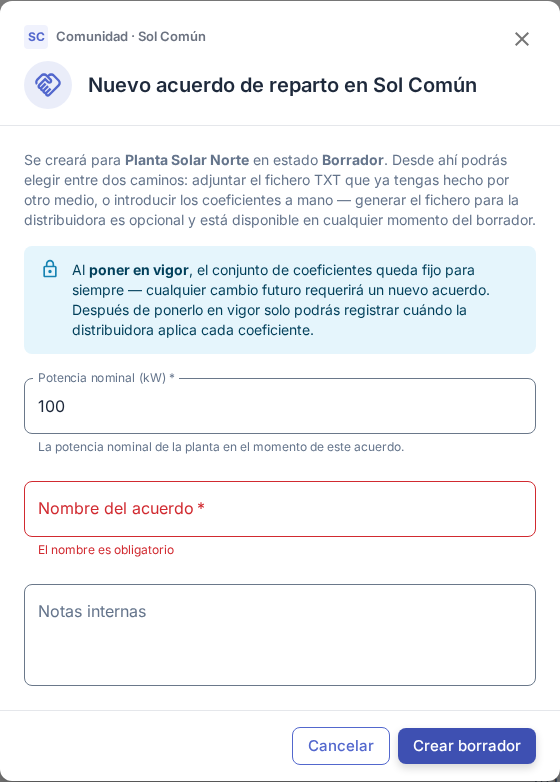 SC Comunidad · Sol Común
Nuevo acuerdo de reparto en Sol Común
Se creará para Planta Solar Norte en estado Borrador. Desde ahí podrás
elegir entre dos caminos: adjuntar el fichero TXT que ya tengas hecho por
otro medio, o introducir los coeficientes a mano — generar el fichero para la
distribuidora es opcional y está disponible en cualquier momento del borrador.
Al poner en vigor, el conjunto de coeficientes queda fijo para
siempre — cualquier cambio futuro requerirá un nuevo acuerdo.
Después de ponerlo en vigor solo podrás registrar cuándo la
distribuidora aplica cada coeficiente.
Potencia nominal (kW) *
100
La potencia nominal de la planta en el momento de este acuerdo.
Nombre del acuerdo *
El nombre es obligatorio
Notas internas
Cancelar
Crear borrador